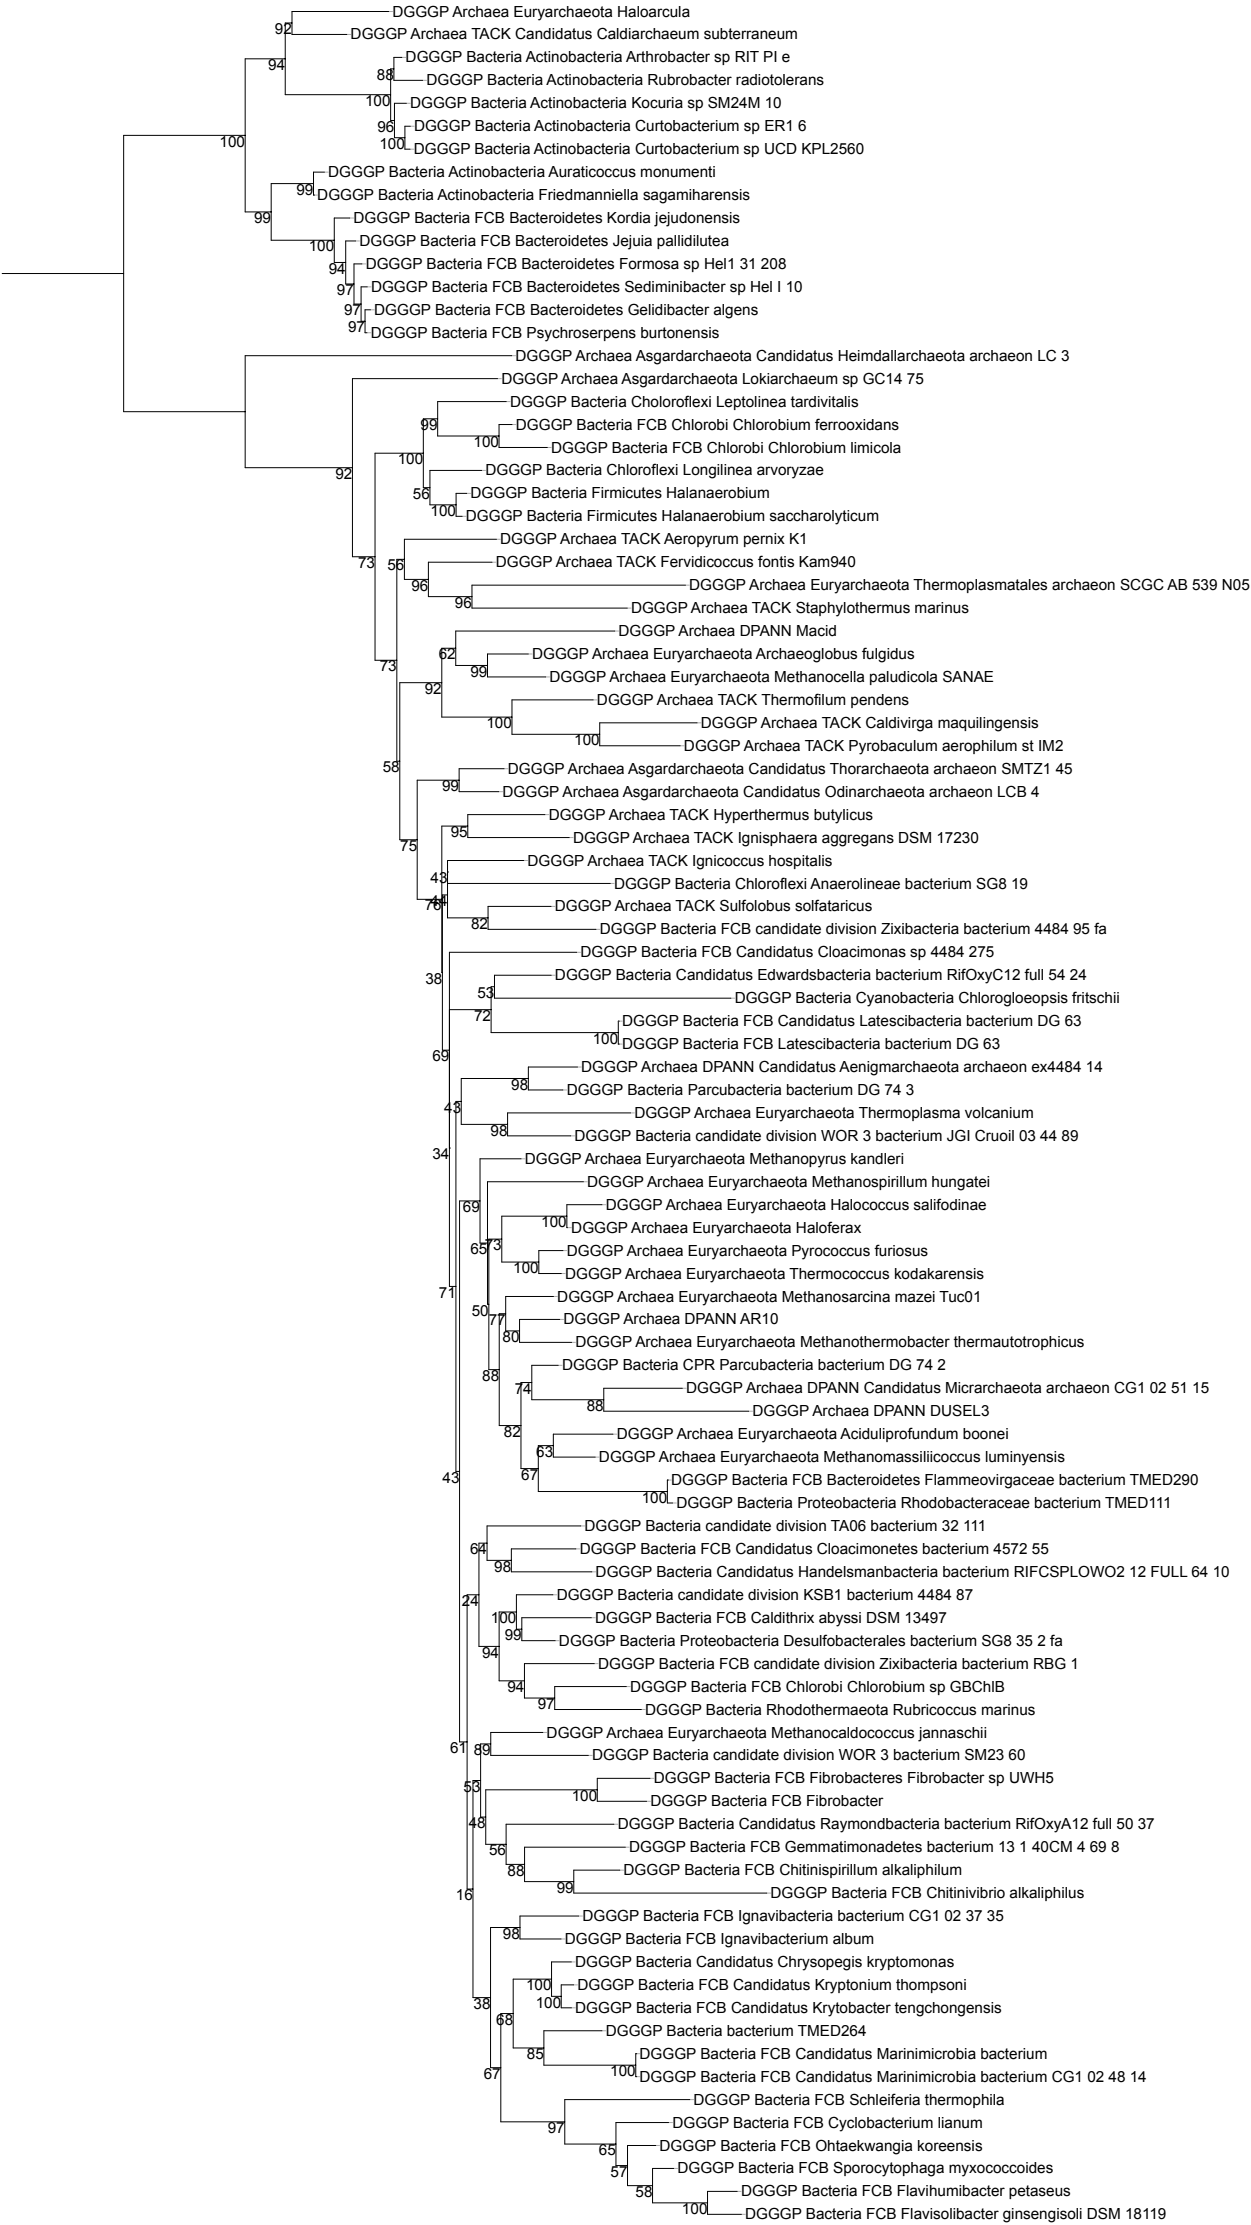 DGGGP Archaea Euryarchaeota Haloarcula
92
DGGGP Archaea TACK Candidatus Caldiarchaeum subterraneum
DGGGP Bacteria Actinobacteria Arthrobacter sp RIT PI e
94
88
DGGGP Bacteria Actinobacteria Rubrobacter radiotolerans
100
DGGGP Bacteria Actinobacteria Kocuria sp SM24M 10
96
DGGGP Bacteria Actinobacteria Curtobacterium sp ER1 6
100
100
DGGGP Bacteria Actinobacteria Curtobacterium sp UCD KPL2560
DGGGP Bacteria Actinobacteria Auraticoccus monumenti
99
DGGGP Bacteria Actinobacteria Friedmanniella sagamiharensis
99
DGGGP Bacteria FCB Bacteroidetes Kordia jejudonensis
100
DGGGP Bacteria FCB Bacteroidetes Jejuia pallidilutea
94
DGGGP Bacteria FCB Bacteroidetes Formosa sp Hel1 31 208
97
DGGGP Bacteria FCB Bacteroidetes Sediminibacter sp Hel I 10
97
DGGGP Bacteria FCB Bacteroidetes Gelidibacter algens
97
DGGGP Bacteria FCB Psychroserpens burtonensis
DGGGP Archaea Asgardarchaeota Candidatus Heimdallarchaeota archaeon LC 3
DGGGP Archaea Asgardarchaeota Lokiarchaeum sp GC14 75
DGGGP Bacteria Choloroflexi Leptolinea tardivitalis
99
DGGGP Bacteria FCB Chlorobi Chlorobium ferrooxidans
100
DGGGP Bacteria FCB Chlorobi Chlorobium limicola
100
92
DGGGP Bacteria Chloroflexi Longilinea arvoryzae
56
DGGGP Bacteria Firmicutes Halanaerobium
100
DGGGP Bacteria Firmicutes Halanaerobium saccharolyticum
DGGGP Archaea TACK Aeropyrum pernix K1
73
56
DGGGP Archaea TACK Fervidicoccus fontis Kam940
96
DGGGP Archaea Euryarchaeota Thermoplasmatales archaeon SCGC AB 539 N05
96
DGGGP Archaea TACK Staphylothermus marinus
DGGGP Archaea DPANN Macid
62
DGGGP Archaea Euryarchaeota Archaeoglobus fulgidus
73
99
DGGGP Archaea Euryarchaeota Methanocella paludicola SANAE
92
DGGGP Archaea TACK Thermofilum pendens
100
DGGGP Archaea TACK Caldivirga maquilingensis
100
DGGGP Archaea TACK Pyrobaculum aerophilum st IM2
58
DGGGP Archaea Asgardarchaeota Candidatus Thorarchaeota archaeon SMTZ1 45
99
DGGGP Archaea Asgardarchaeota Candidatus Odinarchaeota archaeon LCB 4
DGGGP Archaea TACK Hyperthermus butylicus
95
DGGGP Archaea TACK Ignisphaera aggregans DSM 17230
75
DGGGP Archaea TACK Ignicoccus hospitalis
43
DGGGP Bacteria Chloroflexi Anaerolineae bacterium SG8 19
44
DGGGP Archaea TACK Sulfolobus solfataricus
82
DGGGP Bacteria FCB candidate division Zixibacteria bacterium 4484 95 fa
DGGGP Bacteria FCB Candidatus Cloacimonas sp 4484 275
38
DGGGP Bacteria Candidatus Edwardsbacteria bacterium RifOxyC12 full 54 24
53
DGGGP Bacteria Cyanobacteria Chlorogloeopsis fritschii
72
DGGGP Bacteria FCB Candidatus Latescibacteria bacterium DG 63
100
DGGGP Bacteria FCB Latescibacteria bacterium DG 63
69
DGGGP Archaea DPANN Candidatus Aenigmarchaeota archaeon ex4484 14
98
DGGGP Bacteria Parcubacteria bacterium DG 74 3
43
DGGGP Archaea Euryarchaeota Thermoplasma volcanium
98
DGGGP Bacteria candidate division WOR 3 bacterium JGI Cruoil 03 44 89
34
DGGGP Archaea Euryarchaeota Methanopyrus kandleri
DGGGP Archaea Euryarchaeota Methanospirillum hungatei
69
DGGGP Archaea Euryarchaeota Halococcus salifodinae
100
DGGGP Archaea Euryarchaeota Haloferax
65
73
DGGGP Archaea Euryarchaeota Pyrococcus furiosus
100
DGGGP Archaea Euryarchaeota Thermococcus kodakarensis
71
DGGGP Archaea Euryarchaeota Methanosarcina mazei Tuc01
50
77
DGGGP Archaea DPANN AR10
80
DGGGP Archaea Euryarchaeota Methanothermobacter thermautotrophicus
DGGGP Bacteria CPR Parcubacteria bacterium DG 74 2
88
74
DGGGP Archaea DPANN Candidatus Micrarchaeota archaeon CG1 02 51 15
88
DGGGP Archaea DPANN DUSEL3
82
DGGGP Archaea Euryarchaeota Aciduliprofundum boonei
63
DGGGP Archaea Euryarchaeota Methanomassiliicoccus luminyensis
67
43
DGGGP Bacteria FCB Bacteroidetes Flammeovirgaceae bacterium TMED290
100
DGGGP Bacteria Proteobacteria Rhodobacteraceae bacterium TMED111
DGGGP Bacteria candidate division TA06 bacterium 32 111
64
DGGGP Bacteria FCB Candidatus Cloacimonetes bacterium 4572 55
98
DGGGP Bacteria Candidatus Handelsmanbacteria bacterium RIFCSPLOWO2 12 FULL 64 10
24
DGGGP Bacteria candidate division KSB1 bacterium 4484 87
100
DGGGP Bacteria FCB Caldithrix abyssi DSM 13497
99
DGGGP Bacteria Proteobacteria Desulfobacterales bacterium SG8 35 2 fa
94
DGGGP Bacteria FCB candidate division Zixibacteria bacterium RBG 1
94
DGGGP Bacteria FCB Chlorobi Chlorobium sp GBChlB
97
DGGGP Bacteria Rhodothermaeota Rubricoccus marinus
DGGGP Archaea Euryarchaeota Methanocaldococcus jannaschii
61
89
DGGGP Bacteria candidate division WOR 3 bacterium SM23 60
DGGGP Bacteria FCB Fibrobacteres Fibrobacter sp UWH5
53
100
DGGGP Bacteria FCB Fibrobacter
48
DGGGP Bacteria Candidatus Raymondbacteria bacterium RifOxyA12 full 50 37
56
DGGGP Bacteria FCB Gemmatimonadetes bacterium 13 1 40CM 4 69 8
88
DGGGP Bacteria FCB Chitinispirillum alkaliphilum
99
DGGGP Bacteria FCB Chitinivibrio alkaliphilus
16
DGGGP Bacteria FCB Ignavibacteria bacterium CG1 02 37 35
98
DGGGP Bacteria FCB Ignavibacterium album
DGGGP Bacteria Candidatus Chrysopegis kryptomonas
100
DGGGP Bacteria FCB Candidatus Kryptonium thompsoni
100
DGGGP Bacteria FCB Candidatus Krytobacter tengchongensis
38
68
DGGGP Bacteria bacterium TMED264
85
DGGGP Bacteria FCB Candidatus Marinimicrobia bacterium
100
DGGGP Bacteria FCB Candidatus Marinimicrobia bacterium CG1 02 48 14
67
DGGGP Bacteria FCB Schleiferia thermophila
97
DGGGP Bacteria FCB Cyclobacterium lianum
65
DGGGP Bacteria FCB Ohtaekwangia koreensis
57
DGGGP Bacteria FCB Sporocytophaga myxococcoides
58
DGGGP Bacteria FCB Flavihumibacter petaseus
100
DGGGP Bacteria FCB Flavisolibacter ginsengisoli DSM 18119